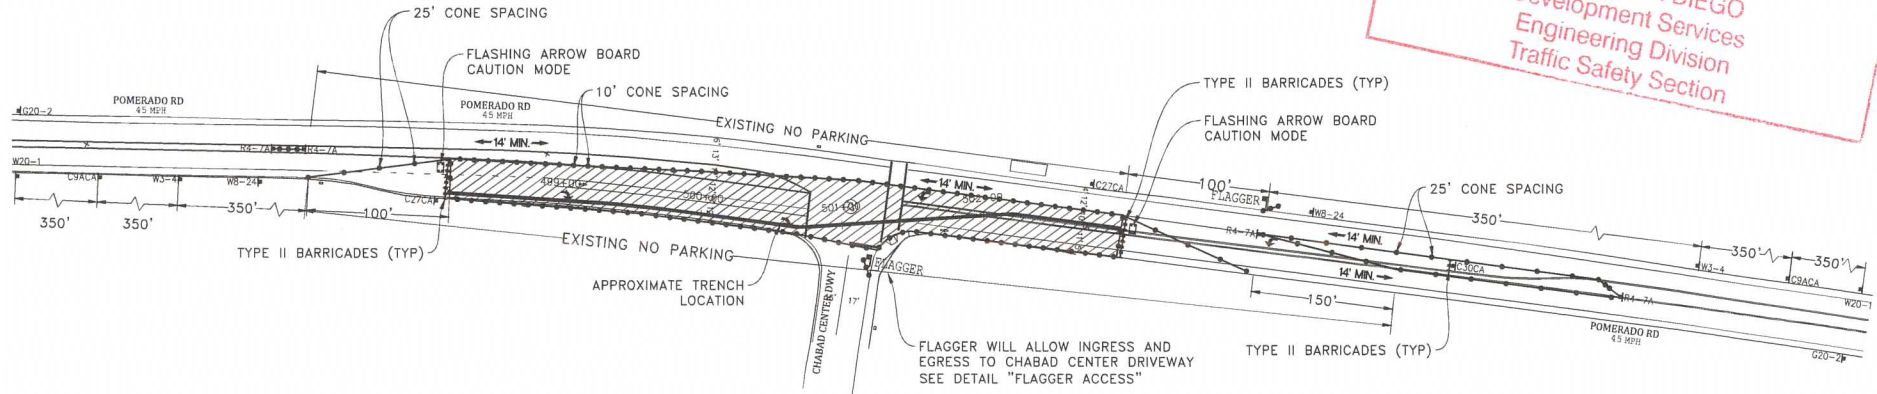 25' CONE SPACING
FLASHING ARROW BOARD
CAUTION MODE
10' CONE SPACING
POMERADO RD
45 MPH
POMERADO RD
45 MPH
G20-2
EXISTING NO PARKING
DIEGO
Development Services
Engineering Division
Traffic Safety Section
TYPE II BARRICADES (TYP)
FLASHING ARROW BOARD
CAUTION MODE
R4-7A
R4-7A
14' MIN.
W20-1
C9ACA
W3-4
W8-24
350'
350'
350'
100'
C27CA
499+00
14' MIN.
C27CA
100'
FLAGGER
W8-24
350'
25' CONE SPACING
R4-7A
14' MIN.
14' MIN.
C30CA
R4-7A
W3-4
350'
C9ACA
350'
W20-1
TYPE II BARRICADES (TYP)
EXISTING NO PARKING
APPROXIMATE TRENCH
LOCATION
FLAGGER
CHABAD CENTER DWY
17'
150'
POMERADO RD
45 MPH
G20-2
FLAGGER WILL ALLOW INGRESS AND
EGRESS TO CHABAD CENTER DRIVEWAY
SEE DETAIL "FLAGGER ACCESS"
TYPE II BARRICADES (TYP)